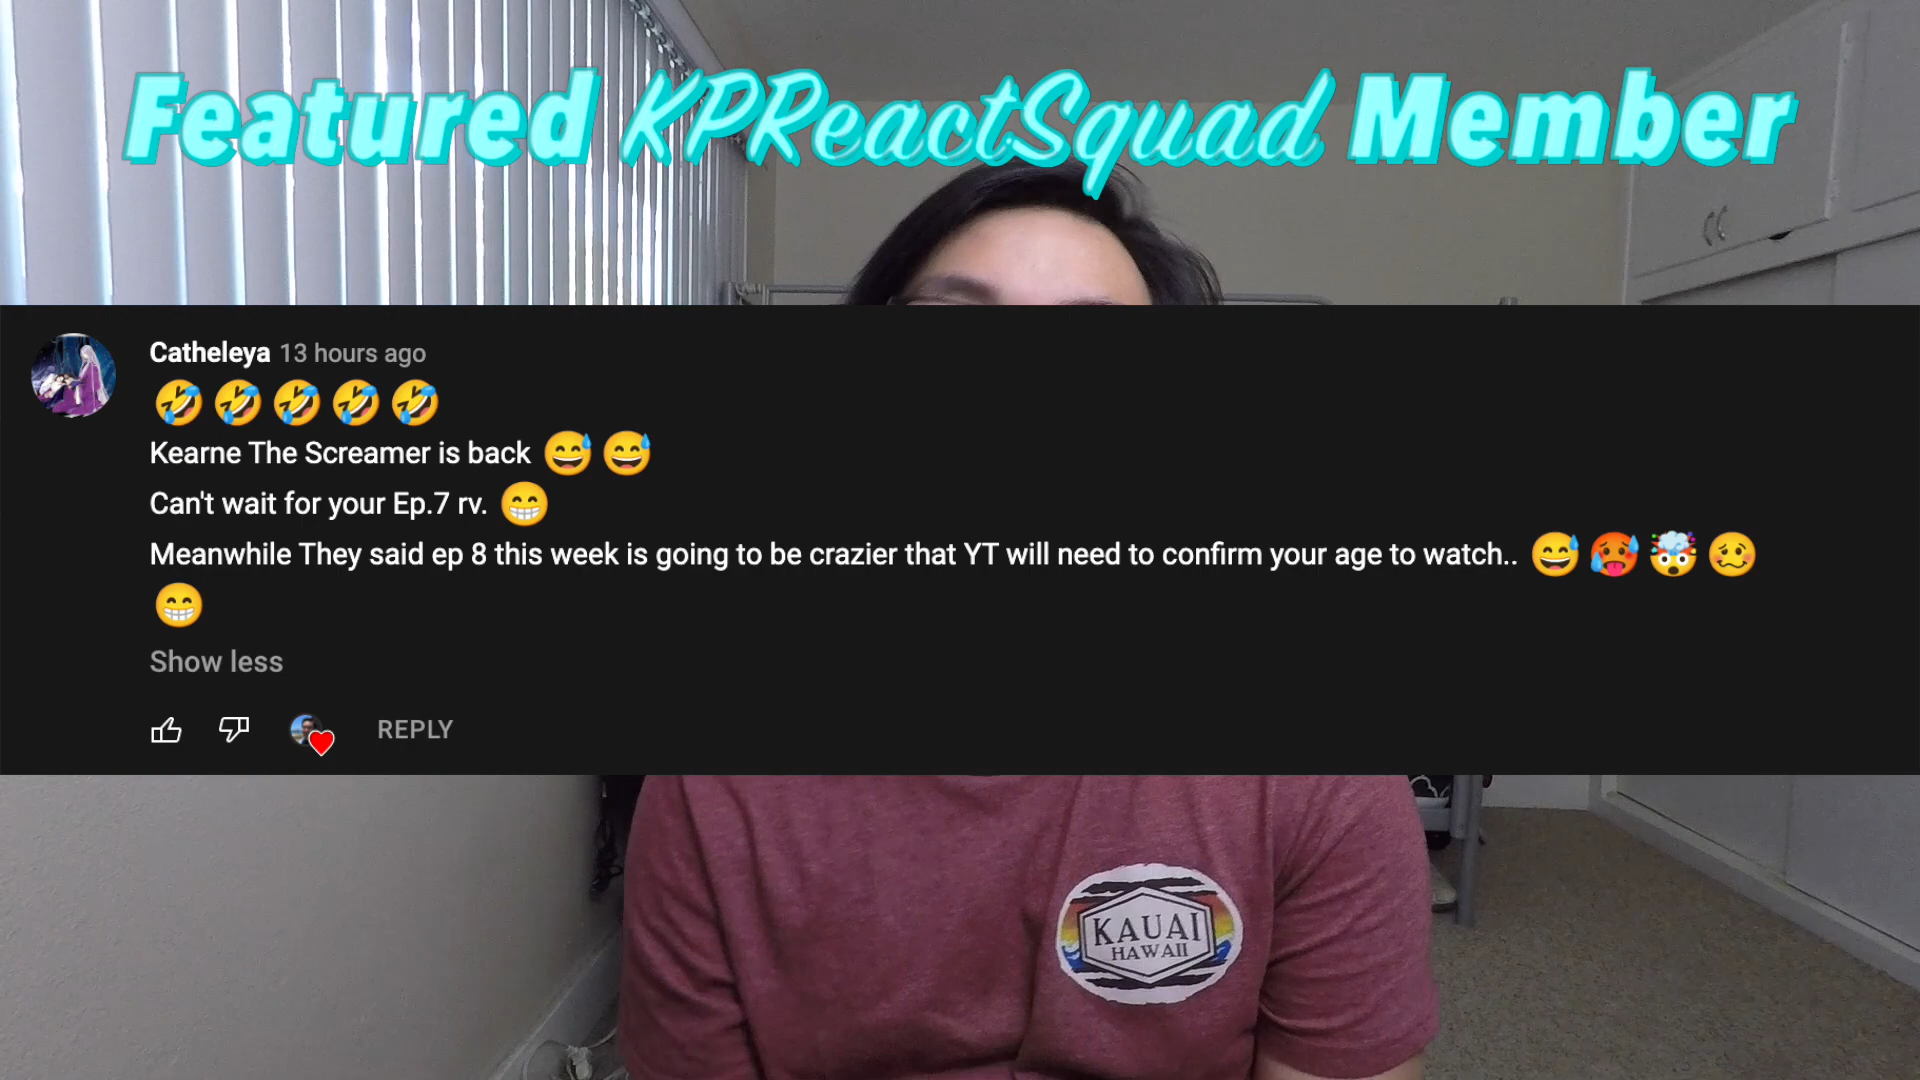 Featured KPReactSquad Member
Catheleya 13 hours ago
🤣🤣🤣🤣🤣
Kearne The Screamer is back 😅😅
Can't wait for your Ep.7 rv. 😁
Meanwhile They said ep 8 this week is going to be crazier that YT will need to confirm your age to watch.. 😅🥵🤯🥴
😁
Show less
REPLY
KAUAI
HAWAII